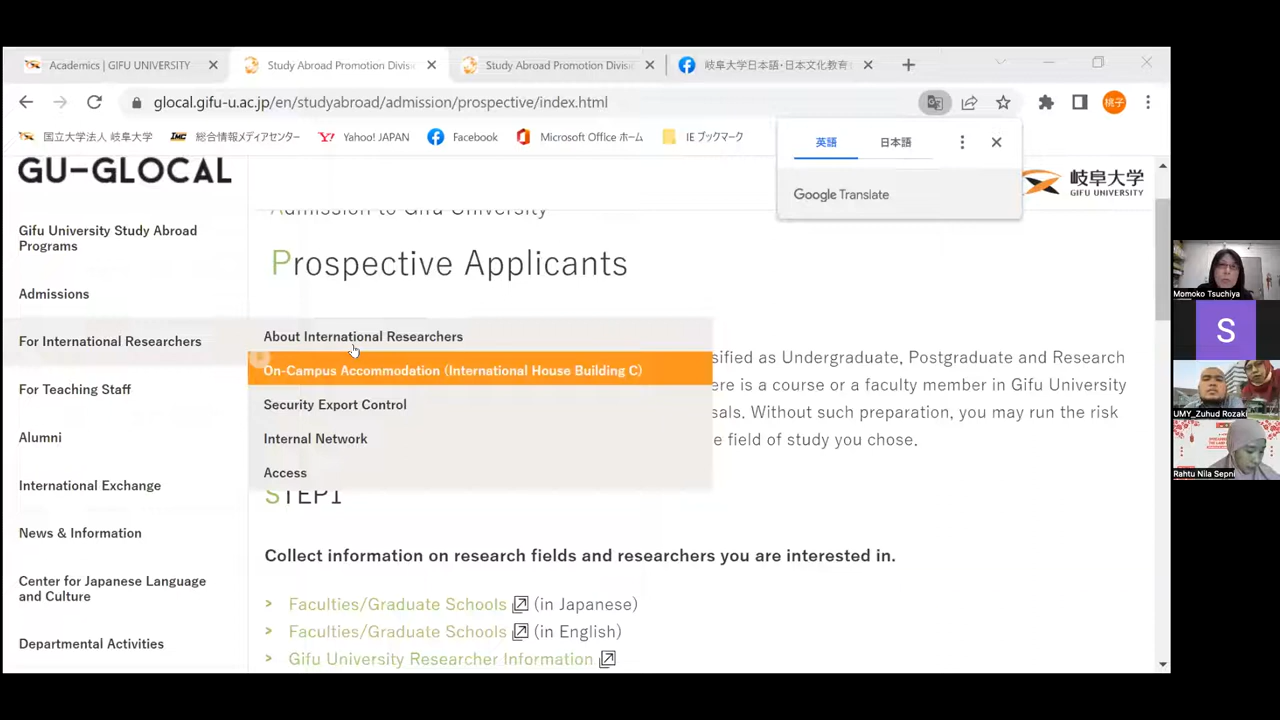 Academics | GIFU UNIVERSITY
Study Abroad Promotion Divis
Study Abroad Promotion Divis
岐阜大学日本語・日本文化教育
glocal.gifu-u.ac.jp/en/studyabroad/admission/prospective/index.html
桃子
国立大学法人 岐阜大学
IMC
総合情報メディアセンター
Yahoo! JAPAN
Facebook
Microsoft Office ホーム
IE ブックマーク
英語
日本語
Google Translate
GU-GLOCAL
岐阜大学
GIFU UNIVERSITY
Gifu University Study Abroad
Programs
Admissions
For International Researchers
For Teaching Staff
Alumni
International Exchange
News & Information
Center for Japanese Language
and Culture
Departmental Activities
Admission to Gifu University
Prospective Applicants
About International Researchers
On-Campus Accommodation (International House Building C)
Security Export Control
Internal Network
Access
sified as Undergraduate, Postgraduate and Research
ere is a course or a faculty member in Gifu University
sals. Without such preparation, you may run the risk
e field of study you chose.
STEP1
Collect information on research fields and researchers you are interested in.
> Faculties/Graduate Schools (in Japanese)
> Faculties/Graduate Schools (in English)
> Gifu University Researcher Information
Momoko Tsuchiya
S
UMY_Zuhud Rozaki
Rahtu Nila Sepni